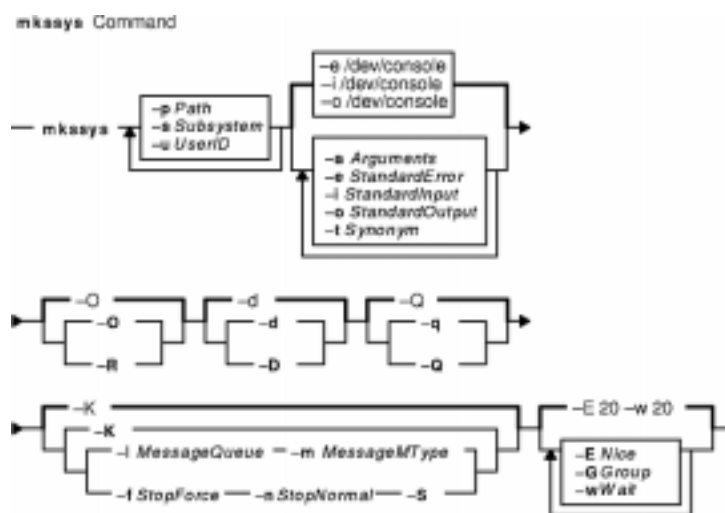 mkssys Command
–e /dev/console
–i /dev/console
–o /dev/console
mkssys
–p Path
–s Subsystem
–u UserID
–a Arguments
–e StandardError
–i StandardInput
–o StandardOutput
–t Synonym
–O
–O
–R
–d
–d
–D
–Q
–q
–Q
–K
–K
–I MessageQueue –m MessageMType
–f StopForce –n StopNormal –S
–E 20 –w 20
–E Nice
–G Group
–w Wait